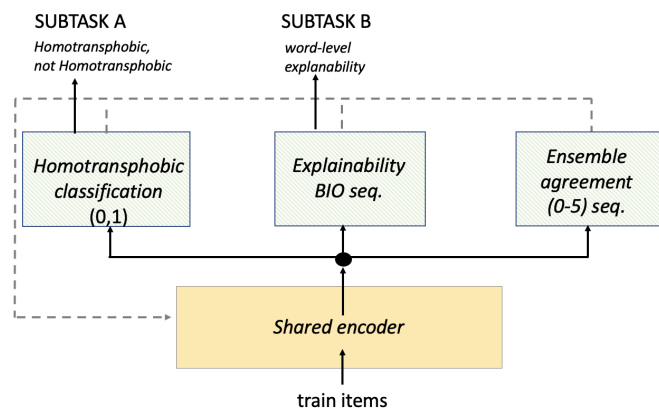 SUBTASK A
Homotransphobic,
not Homotransphobic
SUBTASK B
word-level
explanability
Homotransphobic
classification
(0,1)
Explainability
BIO seq.
Ensemble
agreement
(0-5) seq.
Shared encoder
train items